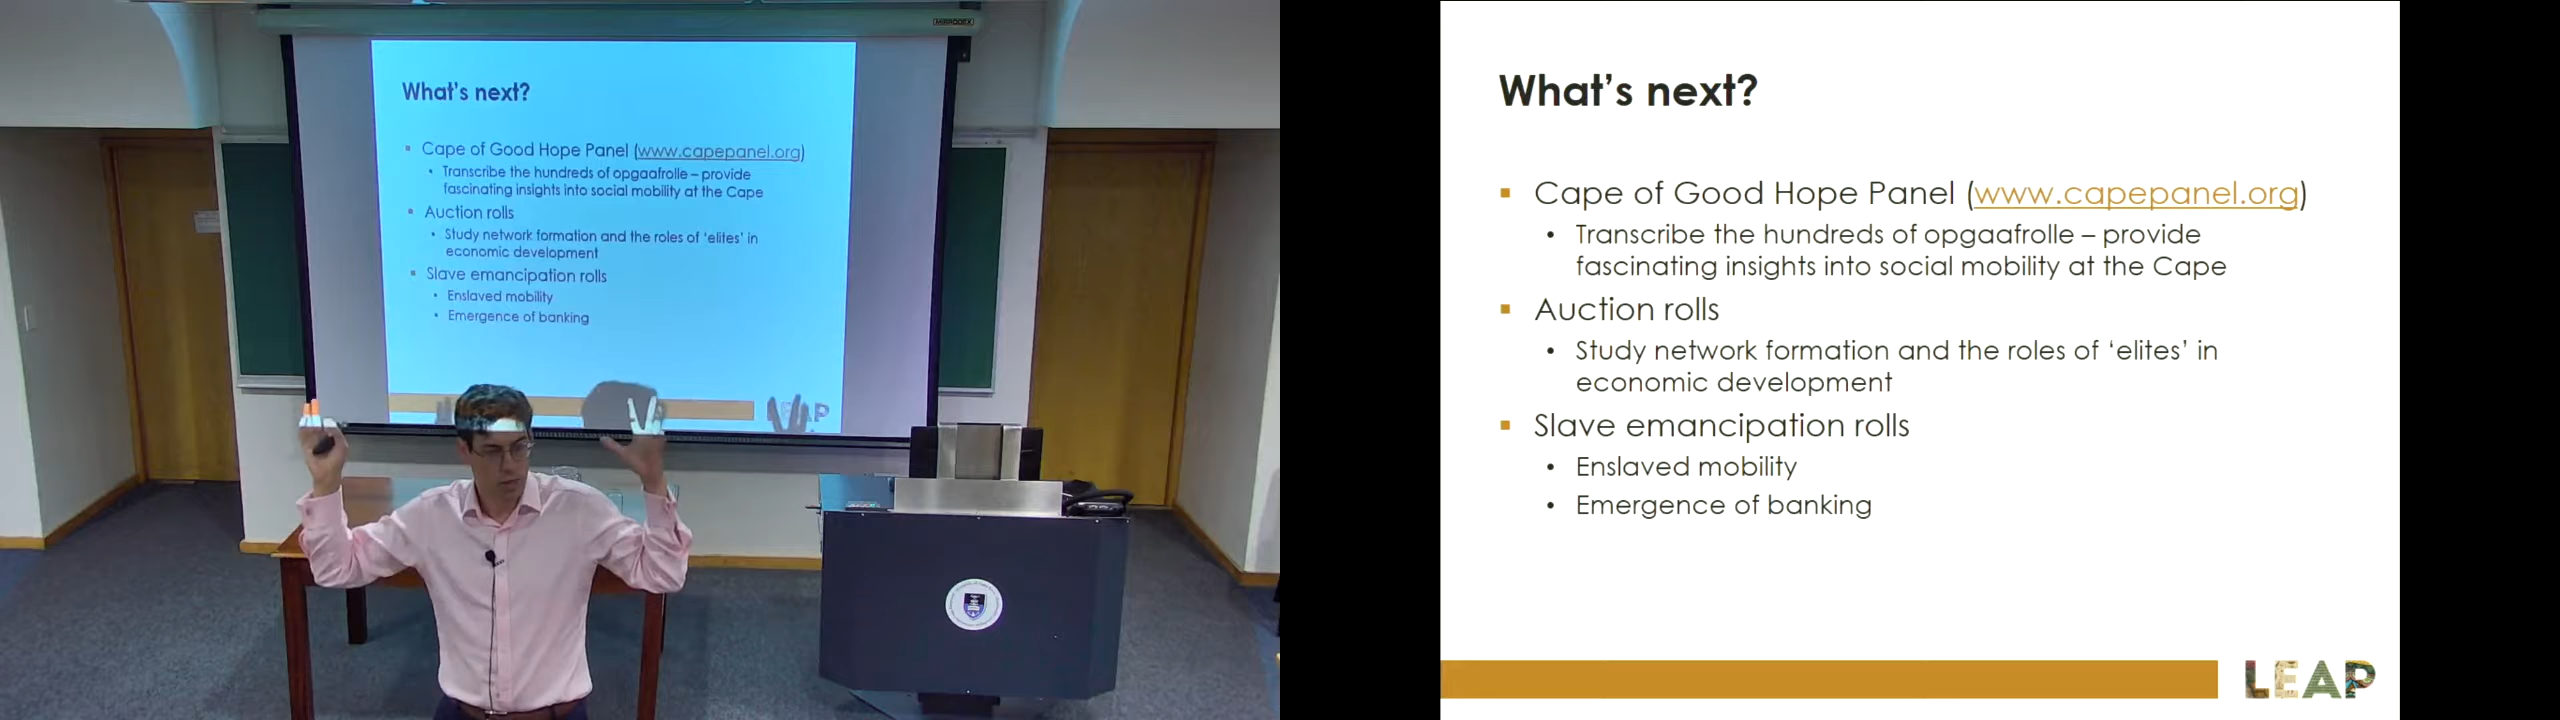 What's next?
Cape of Good Hope Panel (www.capepanel.org)
Transcribe the hundreds of opgaafrolle – provide
fascinating insights into social mobility at the Cape
Auction rolls
Study network formation and the roles of 'elites' in
economic development
Slave emancipation rolls
Enslaved mobility
Emergence of banking
LEAP
What's next?
▪ Cape of Good Hope Panel (www.capepanel.org)
• Transcribe the hundreds of opgaafrolle – provide
fascinating insights into social mobility at the Cape
▪ Auction rolls
• Study network formation and the roles of ‘elites’ in
economic development
▪ Slave emancipation rolls
• Enslaved mobility
• Emergence of banking
LEAP